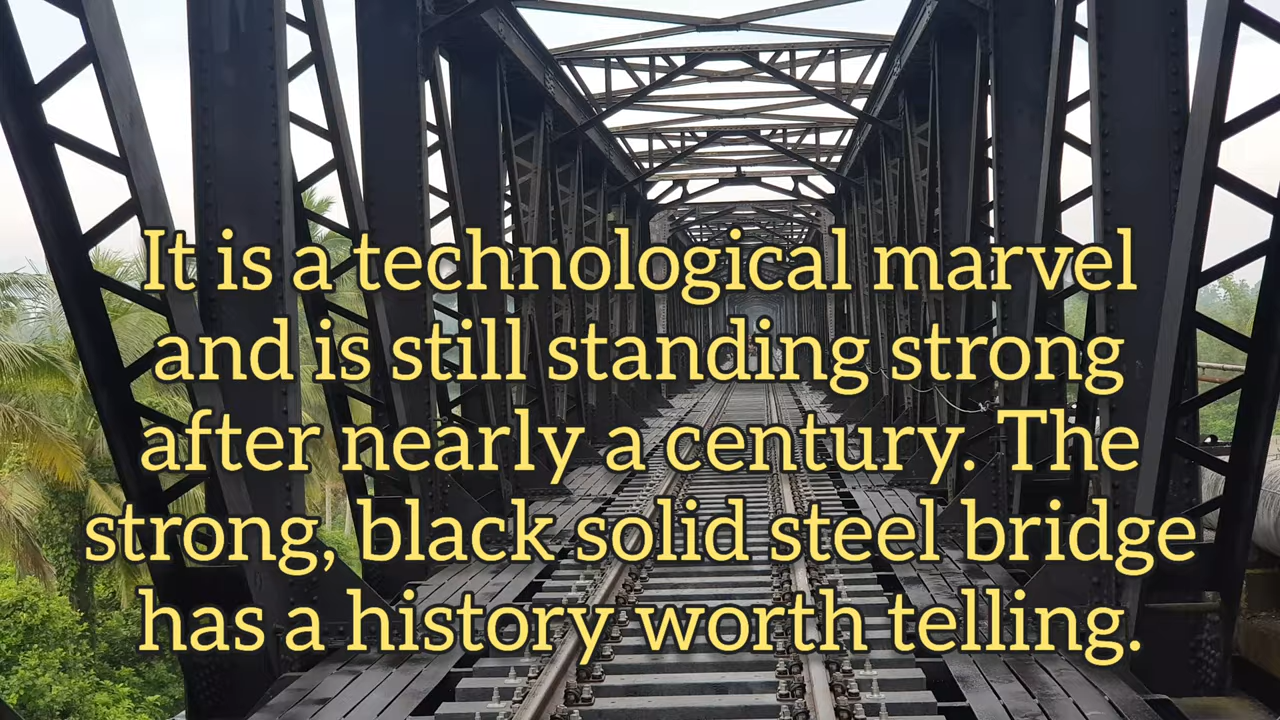 It is a technological marvel
and is still standing strong
after nearly a century. The
strong, black solid steel bridge
has a history worth telling.